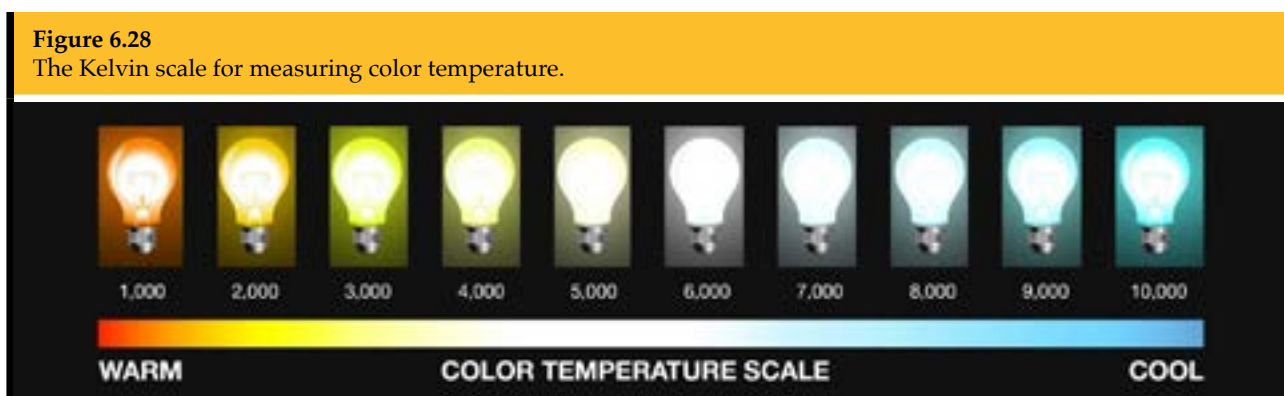 Figure 6.28
The Kelvin scale for measuring color temperature.
1,000 2,000 3,000 4,000 5,000 6,000 7,000 8,000 9,000 10,000
WARM COLOR TEMPERATURE SCALE COOL